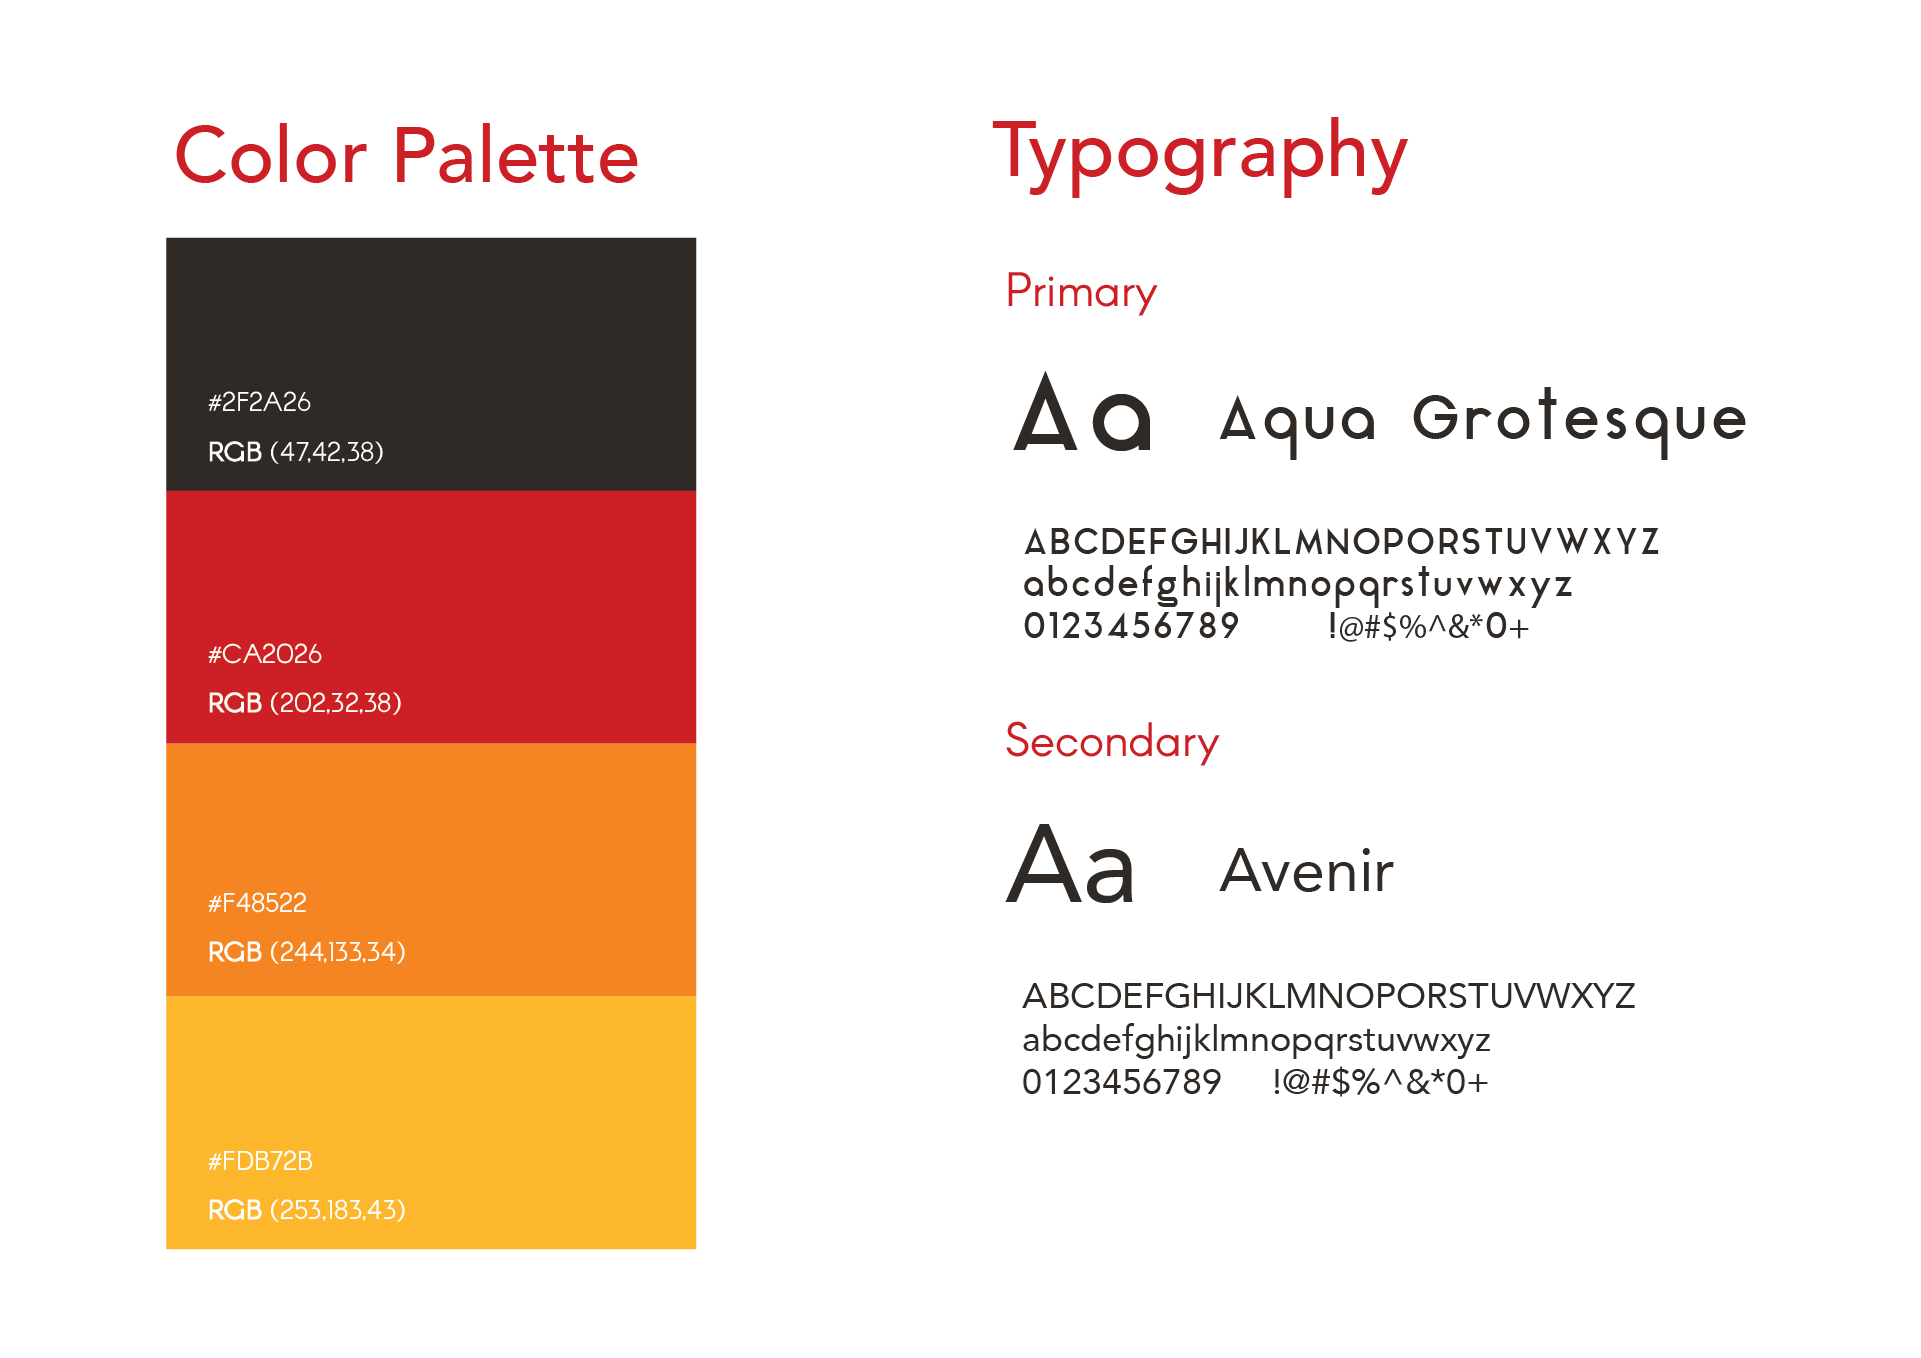 Color Palette
#2F2A26
RGB (47,42,38)
#CA2026
RGB (202,32,38)
#F48522
RGB (244,133,34)
#FDB72B
RGB (253,183,43)
Typography
Primary
Aa Aqua Grotesque
ABCDEFGHIJKLMNOPORSTUVWXYZ
abcdefghijklmnopqrstuvwxyz
0123456789 !@#$%^&*0+
Secondary
Aa Avenir
ABCDEFGHIJKLMNOPORSTUVWXYZ
abcdefghijklmnopqrstuvwxyz
0123456789 !@#$%^&*0+